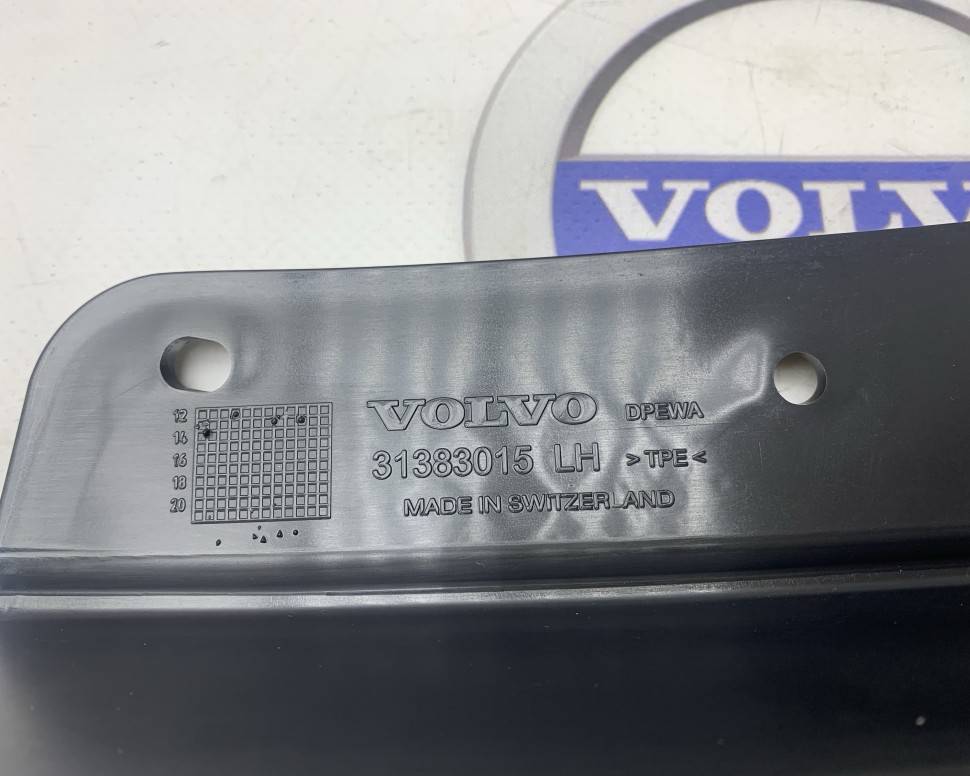 VOLVO
VOLVO DPEWA
31383015 LH >TPE<
MADE IN SWITZERLAND
12
14
16
18
20